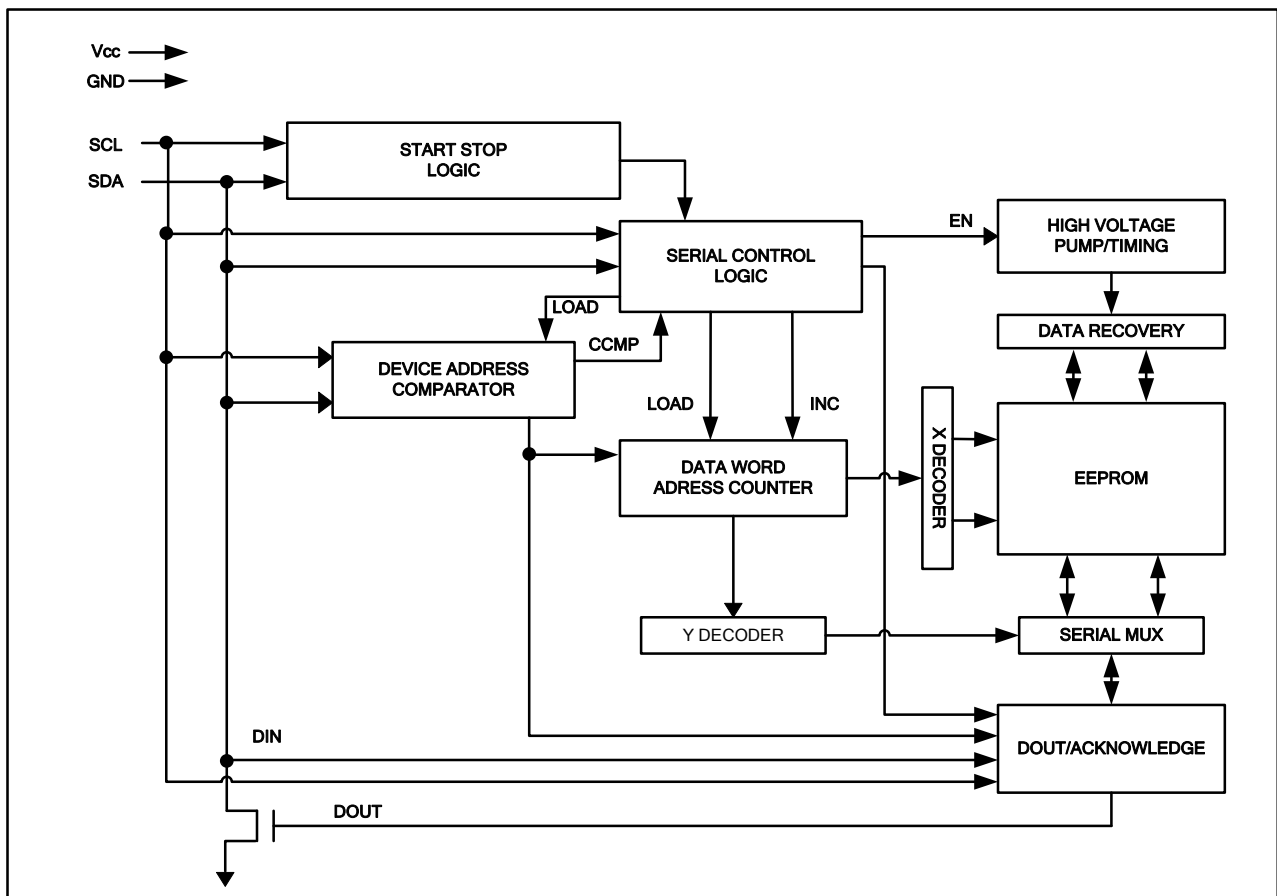 Vcc
GND
SCL
SDA
START STOP
LOGIC
EN
HIGH VOLTAGE
PUMP/TIMING
SERIAL CONTROL
LOGIC
LOAD
CCMP
DATA RECOVERY
DEVICE ADDRESS
COMPARATOR
LOAD
INC
X DECODER
DATA WORD
ADRESS COUNTER
EEPROM
Y DECODER
SERIAL MUX
DIN
DOUT/ACKNOWLEDGE
DOUT